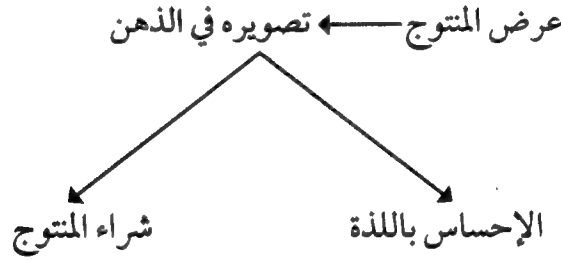 عرض المنتوج تصويره في الذهن
الإحساس باللذة شراء المنتوج